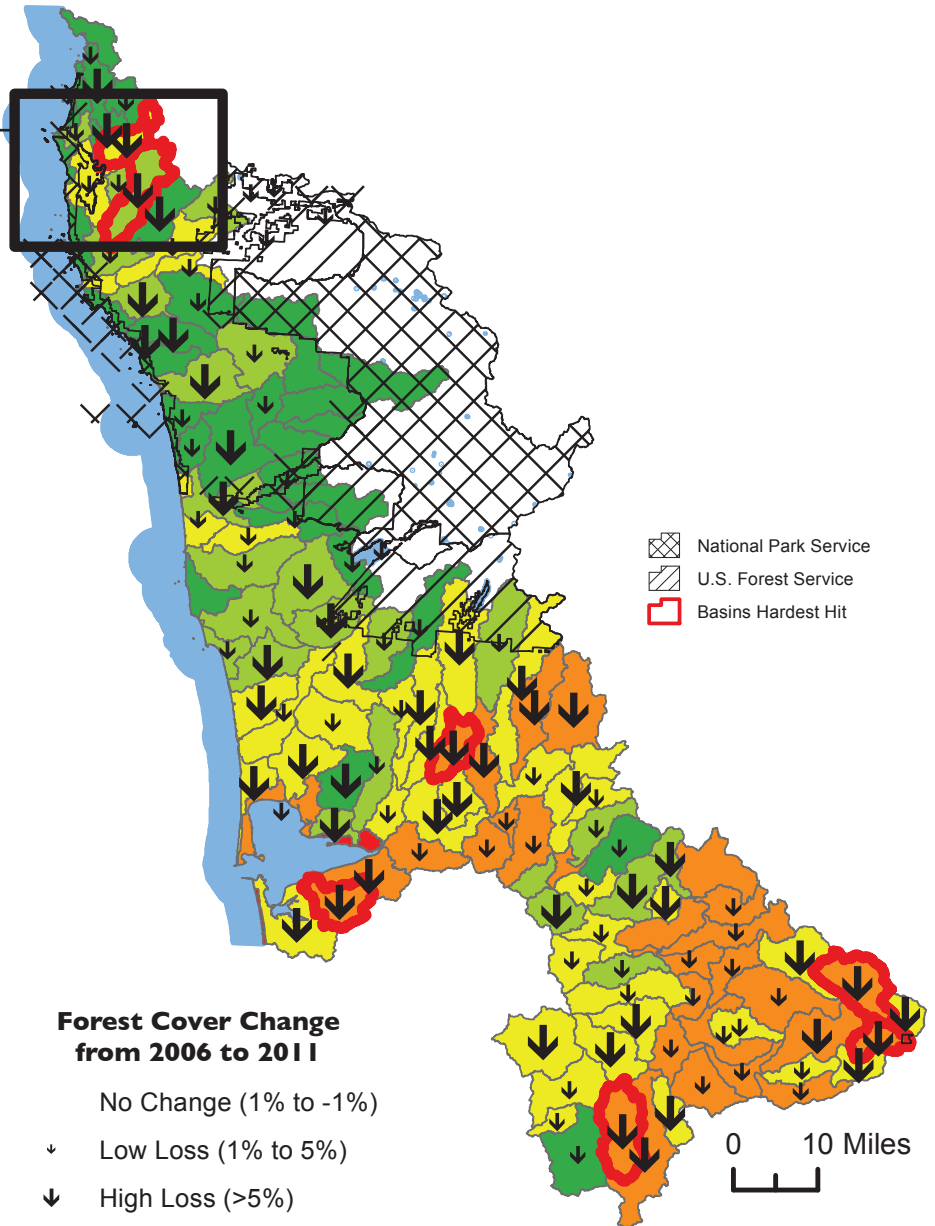 National Park Service
U.S. Forest Service
Basins Hardest Hit
Forest Cover Change
from 2006 to 2011
No Change (1% to -1%)
Low Loss (1% to 5%)
High Loss (>5%)
0 10 Miles